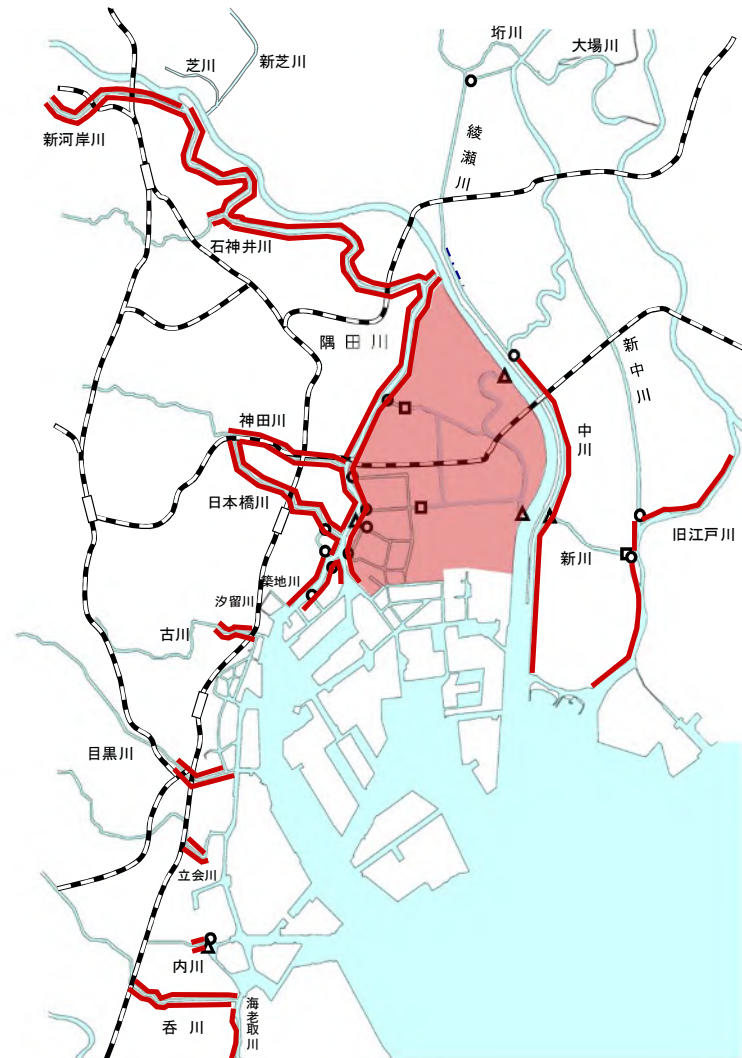 垳川
大場川
芝川
新芝川
綾瀬川
新河岸川
石神井川
隅田川
新中川
神田川
中川
日本橋川
旧江戸川
新川
築地川
汐留川
古川
目黒川
立会川
内川
呑川
海老取川